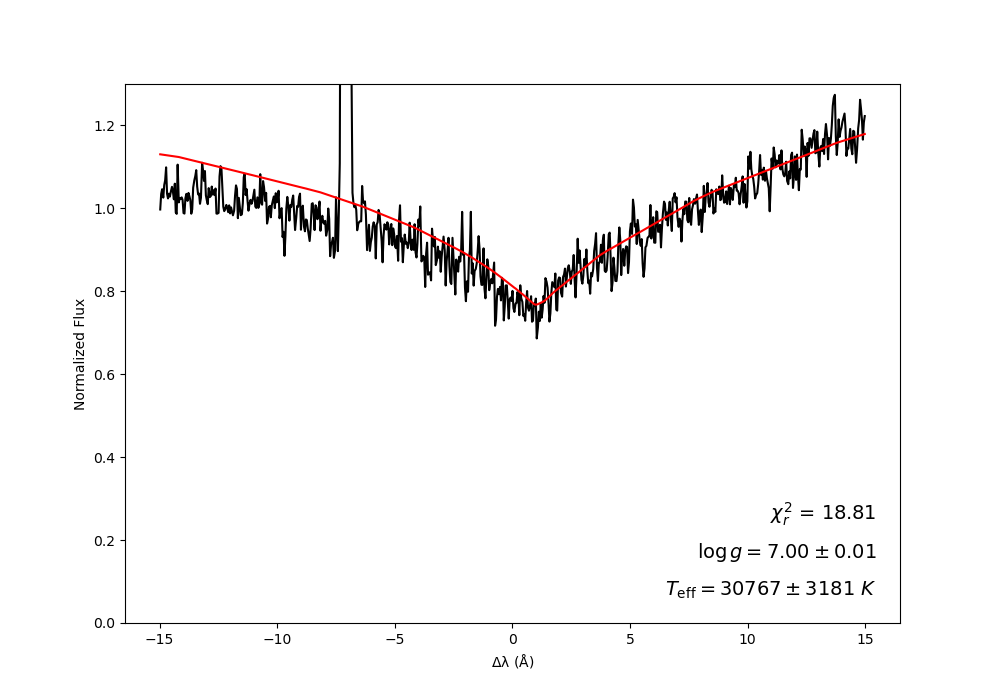 1.2
1.0
0.8
0.6
0.4
0.2
0.0
Normalized Flux
χ²ᵣ = 18.81
log g = 7.00 ± 0.01
T_eff = 30767 ± 3181 K
−15 −10 −5 0 5 10 15
Δλ (Å)